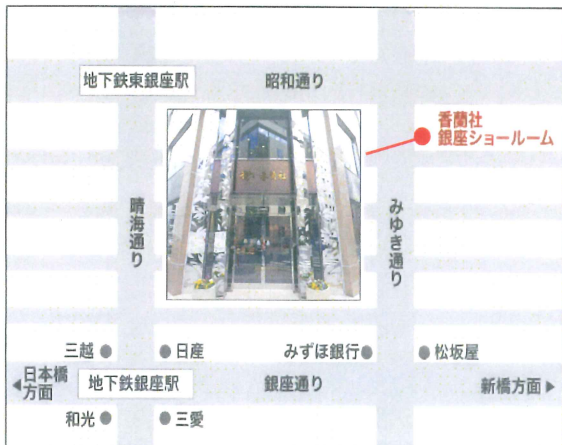 地下鉄東銀座駅
昭和通り
香蘭社
銀座ショールーム
晴海通り
みゆき通り
三越
日産
みずほ銀行
松坂屋
日本橋
方面
地下鉄銀座駅
銀座通り
新橋方面
和光
三愛